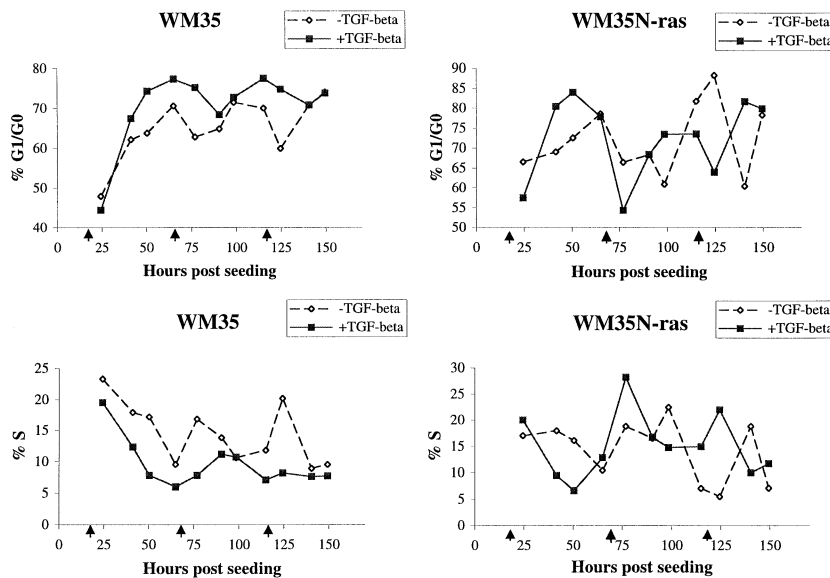 WM35
-TGF-beta
+TGF-beta
% G1/G0
80
70
60
50
40
0 25 50 75 100 125 150
Hours post seeding
WM35N-ras
-TGF-beta
+TGF-beta
% G1/G0
90
85
80
75
70
65
60
55
50
0 25 50 75 100 125 150
Hours post seeding
WM35
-TGF-beta
+TGF-beta
% S
25
20
15
10
5
0
0 25 50 75 100 125 150
Hours post seeding
WM35N-ras
-TGF-beta
+TGF-beta
% S
30
25
20
15
10
5
0
0 25 50 75 100 125 150
Hours post seeding